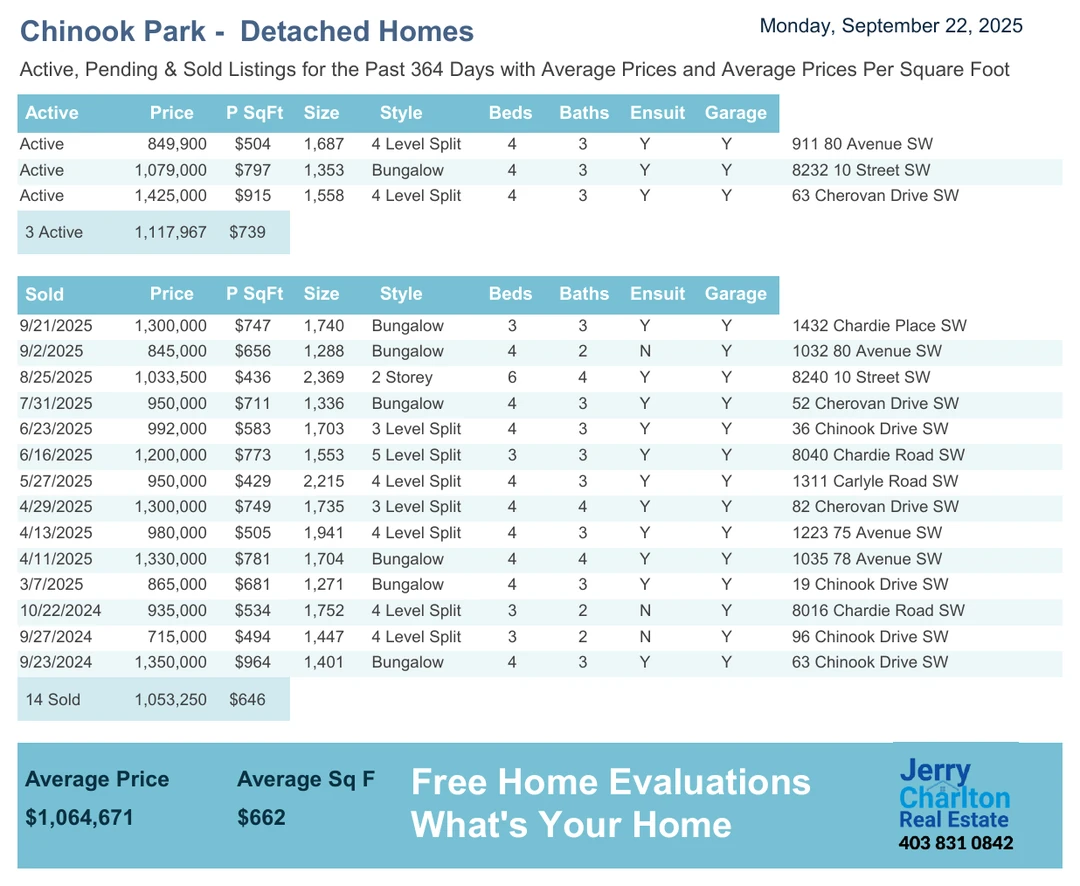 Chinook Park - Detached Homes
Monday, September 22, 2025
Active, Pending & Sold Listings for the Past 364 Days with Average Prices and Average Prices Per Square Foot
Active Price P SqFt Size Style Beds Baths Ensuit Garage
Active 849,900 $504 1,687 4 Level Split 4 3 Y Y 911 80 Avenue SW
Active 1,079,000 $797 1,353 Bungalow 4 3 Y Y 8232 10 Street SW
Active 1,425,000 $915 1,558 4 Level Split 4 3 Y Y 63 Cherovan Drive SW
3 Active 1,117,967 $739
Sold Price P SqFt Size Style Beds Baths Ensuit Garage
9/21/2025 1,300,000 $747 1,740 Bungalow 3 3 Y Y 1432 Chardie Place SW
9/2/2025 845,000 $656 1,288 Bungalow 4 2 N Y 1032 80 Avenue SW
8/25/2025 1,033,500 $436 2,369 2 Storey 6 4 Y Y 8240 10 Street SW
7/31/2025 950,000 $711 1,336 Bungalow 4 3 Y Y 52 Cherovan Drive SW
6/23/2025 992,000 $583 1,703 3 Level Split 4 3 Y Y 36 Chinook Drive SW
6/16/2025 1,200,000 $773 1,553 5 Level Split 3 3 Y Y 8040 Chardie Road SW
5/27/2025 950,000 $429 2,215 4 Level Split 4 3 Y Y 1311 Carlyle Road SW
4/29/2025 1,300,000 $749 1,735 3 Level Split 4 4 Y Y 82 Cherovan Drive SW
4/13/2025 980,000 $505 1,941 4 Level Split 4 3 Y Y 1223 75 Avenue SW
4/11/2025 1,330,000 $781 1,704 Bungalow 4 4 Y Y 1035 78 Avenue SW
3/7/2025 865,000 $681 1,271 Bungalow 4 3 Y Y 19 Chinook Drive SW
10/22/2024 935,000 $534 1,752 4 Level Split 3 2 N Y 8016 Chardie Road SW
9/27/2024 715,000 $494 1,447 4 Level Split 3 2 N Y 96 Chinook Drive SW
9/23/2024 1,350,000 $964 1,401 Bungalow 4 3 Y Y 63 Chinook Drive SW
14 Sold 1,053,250 $646
Average Price Average Sq F
$1,064,671 $662
Free Home Evaluations
What's Your Home
Jerry
Charlton
Real Estate
403 831 0842